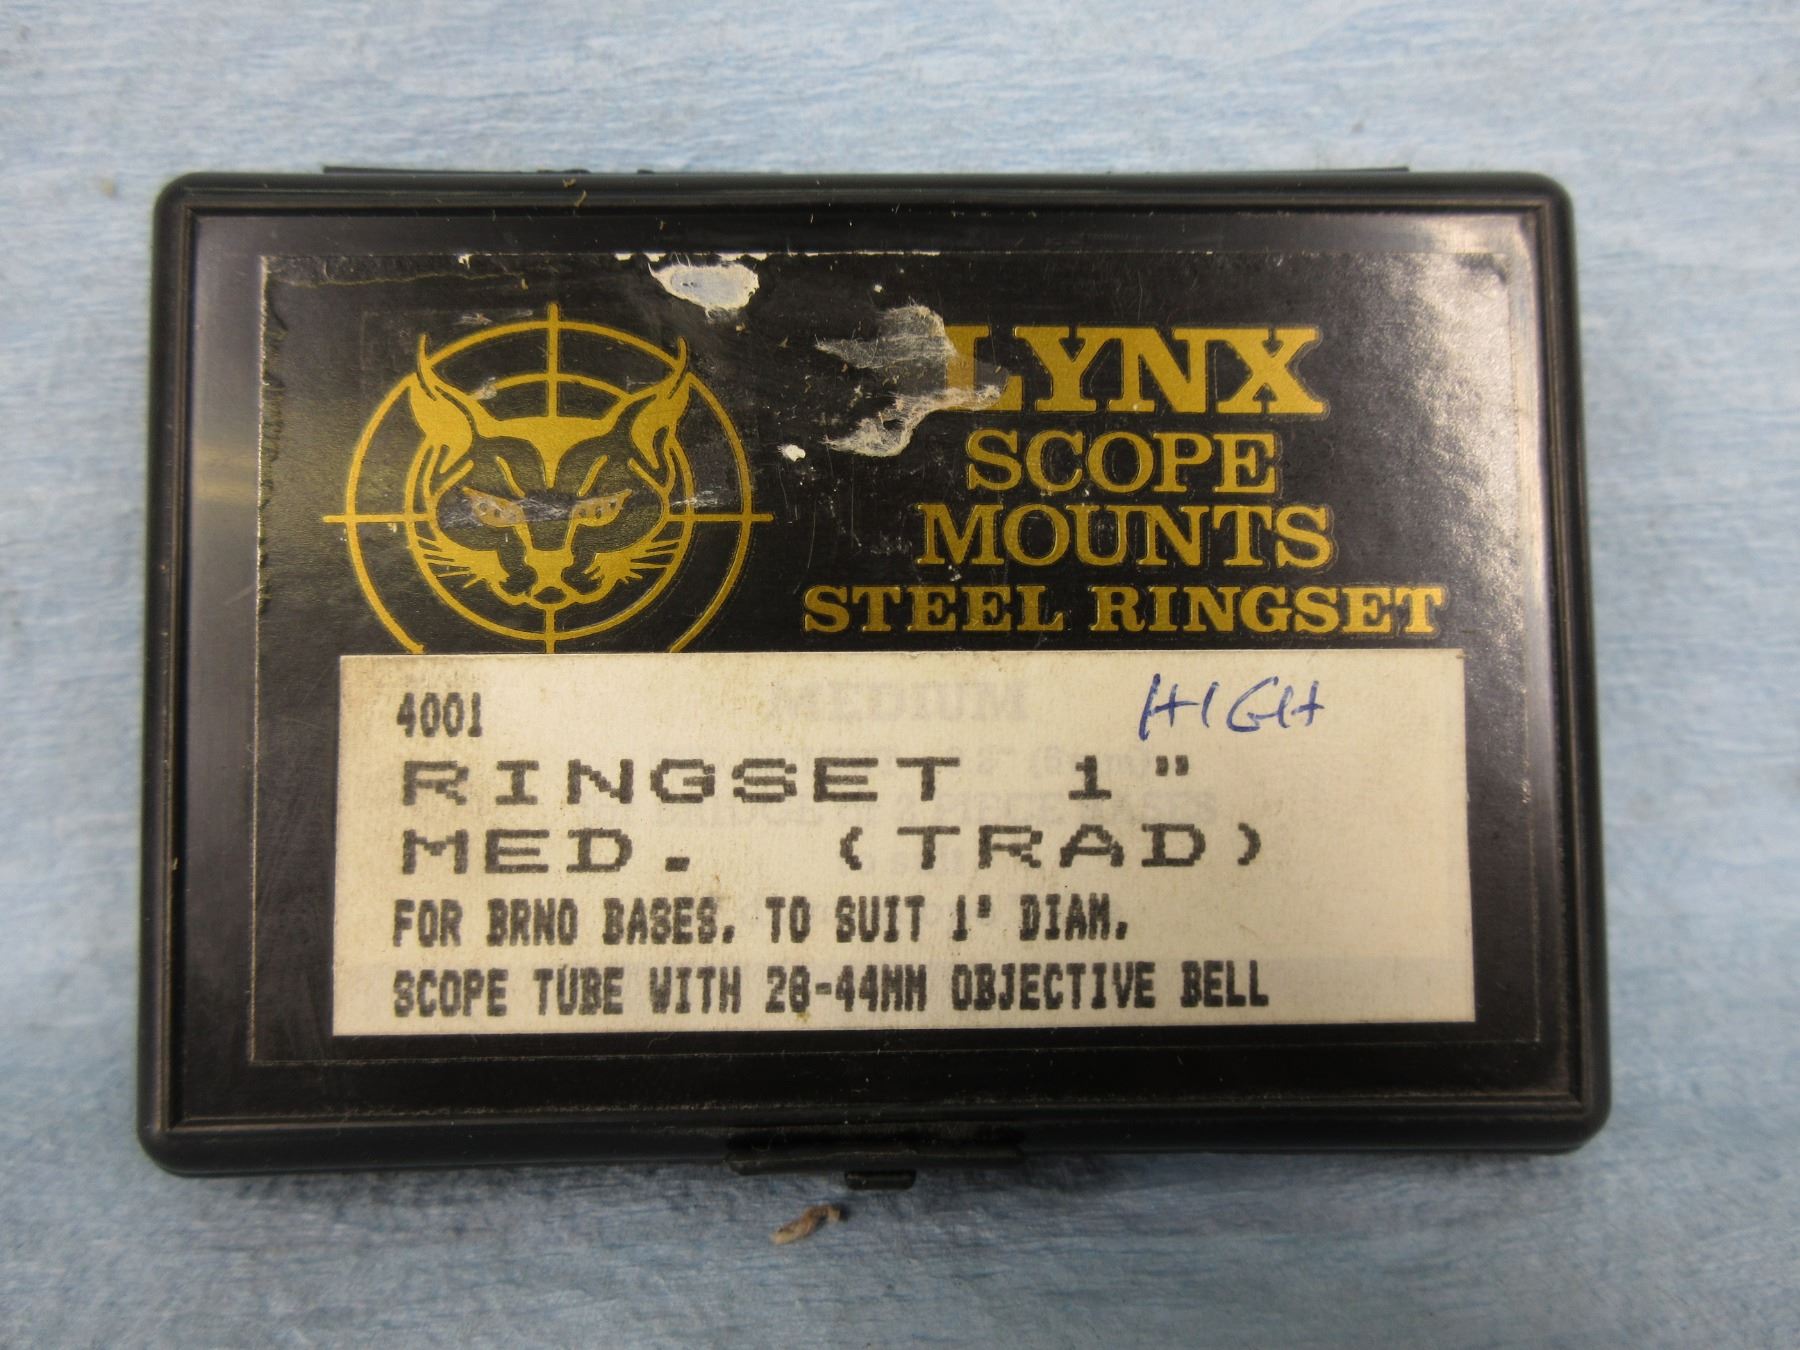 LYNX
SCOPE
MOUNTS
STEEL RINGSET
4001 HIGH
RINGSET 1"
MED. (TRAD)
FOR BRNO BASES. TO SUIT 1" DIAM.
SCOPE TUBE WITH 28-44MM OBJECTIVE BELL
MEDIUM